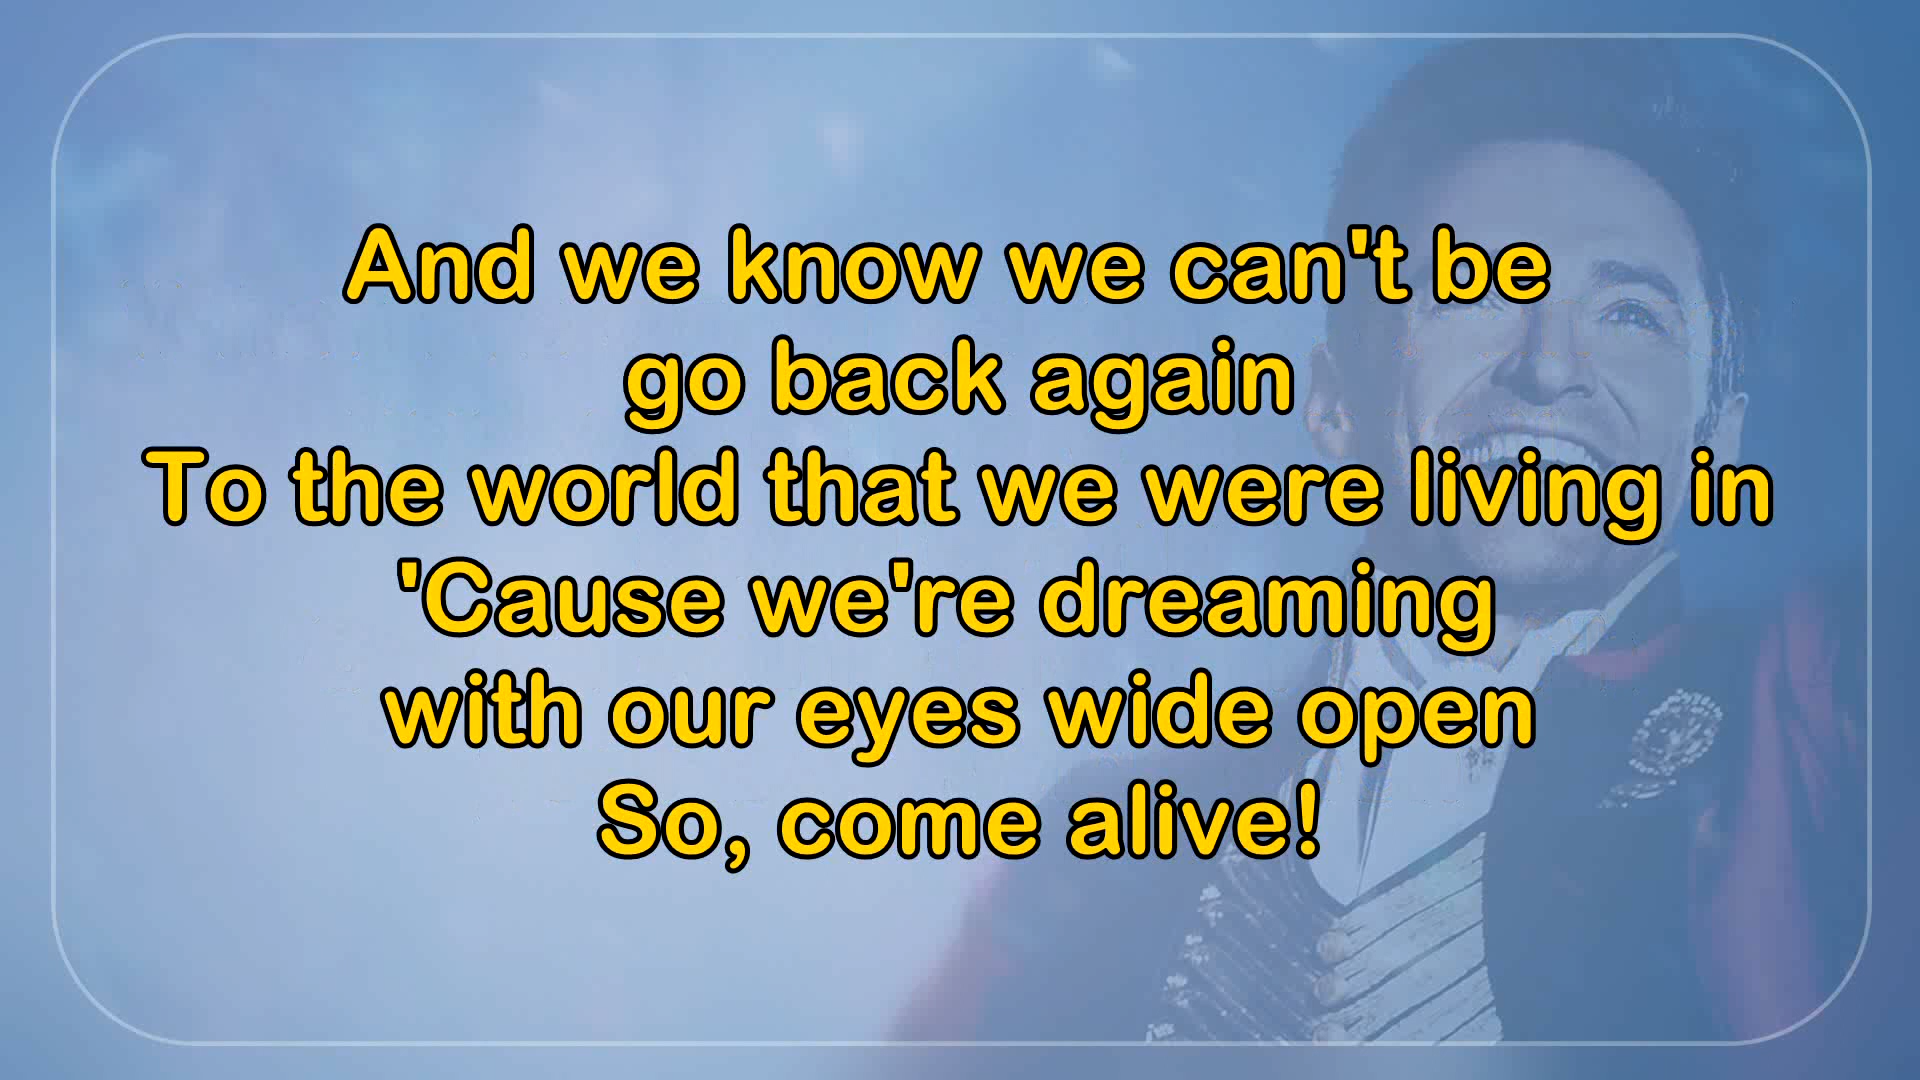 And we know we can't be
go back again
To the world that we were living in
'Cause we're dreaming
with our eyes wide open
So, come alive!